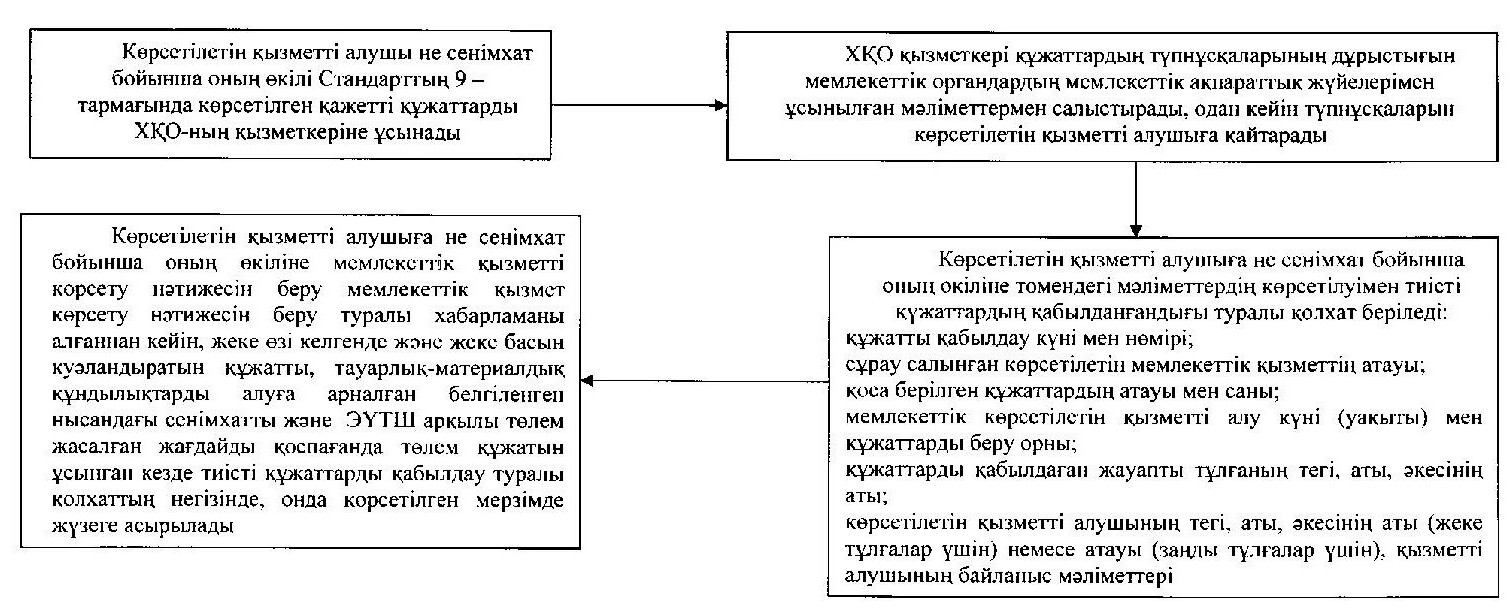 Көрсетілетін қызметті алушы не сенімхат
бойынша оның өкілі Стандарттың 9 –
тармағында көрсетілген қажетті құжаттарды
ХҚО-ның қызметкеріне ұсынады
ХҚО қызметкері құжаттардың түпнұсқаларының дұрыстығын
мемлекеттік органдардың мемлекеттік ақпараттық жүйелерімен
ұсынылған мәліметтермен салыстырады, одан кейін түпнұсқаларын
көрсетілетін қызметті алушыға қайтарады
Көрсетілетін қызметті алушыға не сенімхат бойынша
оның өкіліне томендегі мәліметтердің көрсетілуімен тиісті
құжаттардың қабылданғандығы туралы қолхат беріледі:
құжатты қабылдау күні мен нөмірі;
сұрау салынған көрсетілетін мемлекеттік қызметтің атауы;
қоса берілген құжаттардың атауы мен саны;
мемлекеттік көрсетілетін қызметті алу күні (уақыты) мен
құжаттарды беру орны;
құжаттарды қабылдаған жауапты тұлғаның тегі, аты, әкесінің
аты;
көрсетілетін қызметті алушының тегі, аты, әкесінің аты (жеке
тұлғалар үшін) немесе атауы (заңды тұлғалар үшін), қызметті
алушының байланыс мәліметтері
Көрсетілетін қызметті алушыға не сенімхат
бойынша оның өкіліне мемлекеттік қызметті
корсету нәтижесін беру мемлекеттік қызмет
көрсету нәтижесін беру туралы хабарламаны
алғаннан кейін, жеке өзі келгенде және жеке басын
куәландыратын құжатты, тауарлық-материалдық
құндылықтарды алуға арналған белгіленген
нысандағы сенімхатты және ЭҮТШ арқылы төлем
жасалған жағдайды қоспағанда төлем құжатын
ұсынған кезде тиісті құжаттарды қабылдау туралы
қолхаттың негізінде, онда корсетілген мерзімде
жүзеге асырылады